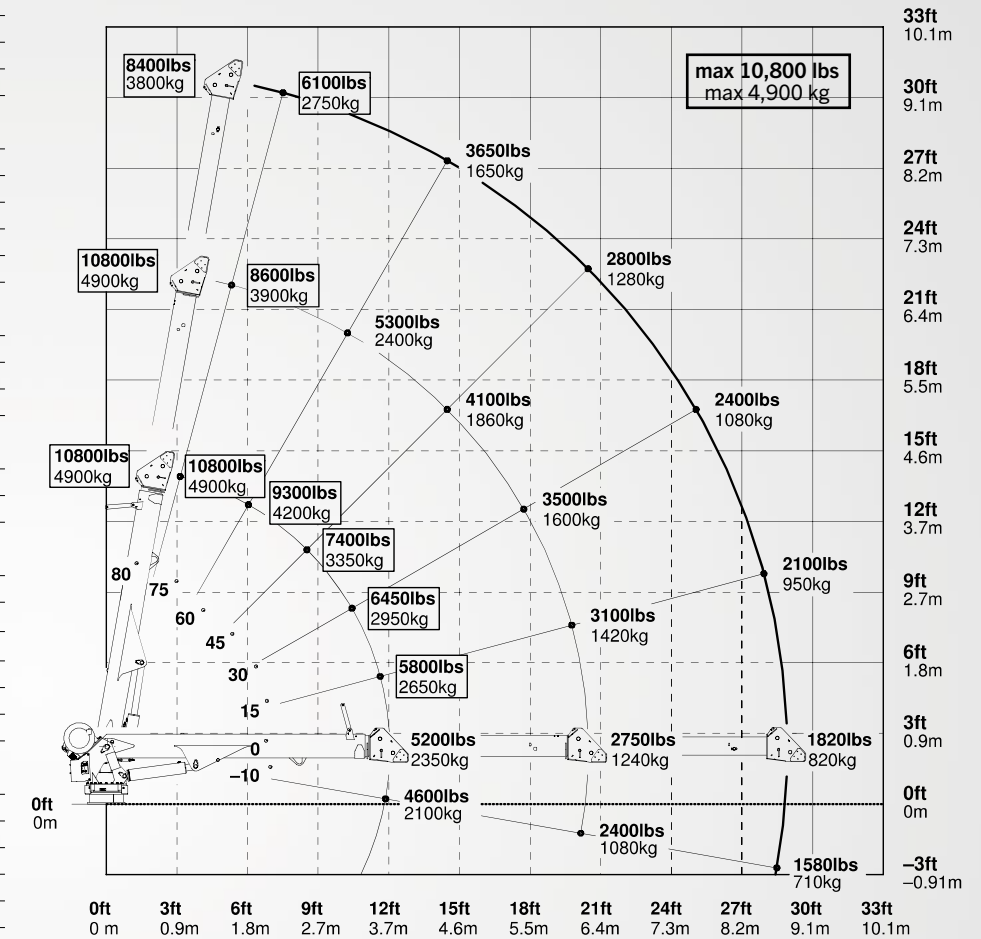 33ft
10.1m
8400lbs
3800kg
6100lbs
2750kg
max 10,800 lbs
max 4,900 kg
30ft
9.1m
3650lbs
1650kg
27ft
8.2m
24ft
7.3m
10800lbs
4900kg
8600lbs
3900kg
2800lbs
1280kg
21ft
6.4m
5300lbs
2400kg
18ft
5.5m
4100lbs
1860kg
2400lbs
1080kg
15ft
4.6m
10800lbs
4900kg
10800lbs
4900kg
9300lbs
4200kg
3500lbs
1600kg
12ft
3.7m
7400lbs
3350kg
2100lbs
950kg
9ft
2.7m
80
75
60
45
30
15
0
–10
6450lbs
2950kg
3100lbs
1420kg
6ft
1.8m
5800lbs
2650kg
3ft
0.9m
5200lbs
2350kg
2750lbs
1240kg
1820lbs
820kg
0ft
0m
4600lbs
2100kg
0ft
0m
2400lbs
1080kg
1580lbs
710kg
–3ft
–0.91m
0ft 3ft 6ft 9ft 12ft 15ft 18ft 21ft 24ft 27ft 30ft 33ft
0 m 0.9m 1.8m 2.7m 3.7m 4.6m 5.5m 6.4m 7.3m 8.2m 9.1m 10.1m